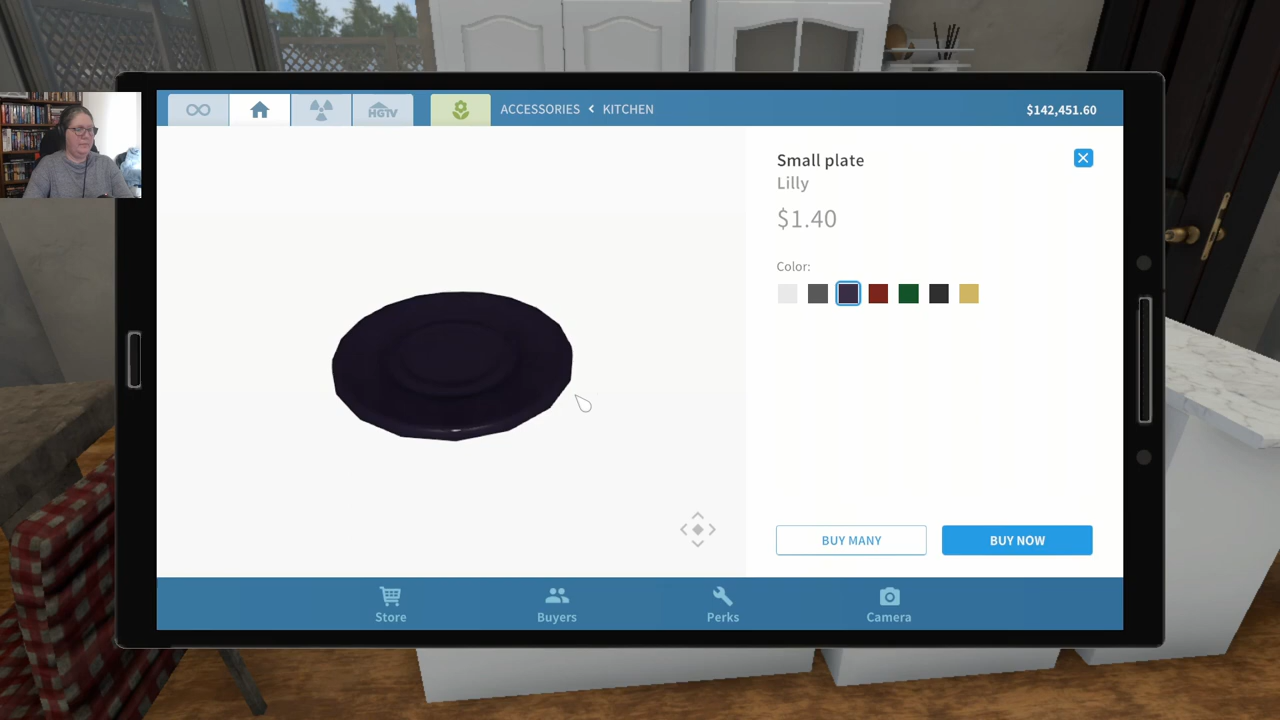 HGTV
ACCESSORIES < KITCHEN
$142,451.60
Small plate
Lilly
$1.40
Color:
BUY MANY
BUY NOW
Store
Buyers
Perks
Camera